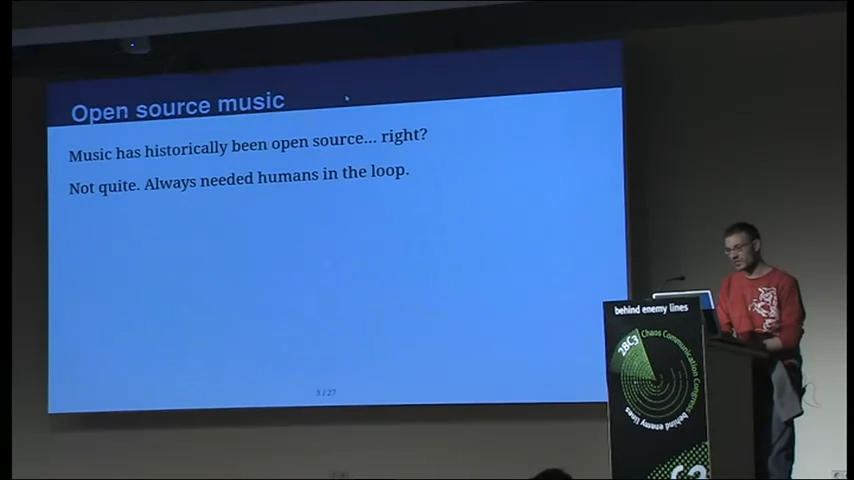 Open source music
Music has historically been open source... right?
Not quite. Always needed humans in the loop.
3 / 27
behind enemy lines
28C3
Chaos Communication Congress
behind enemy lines